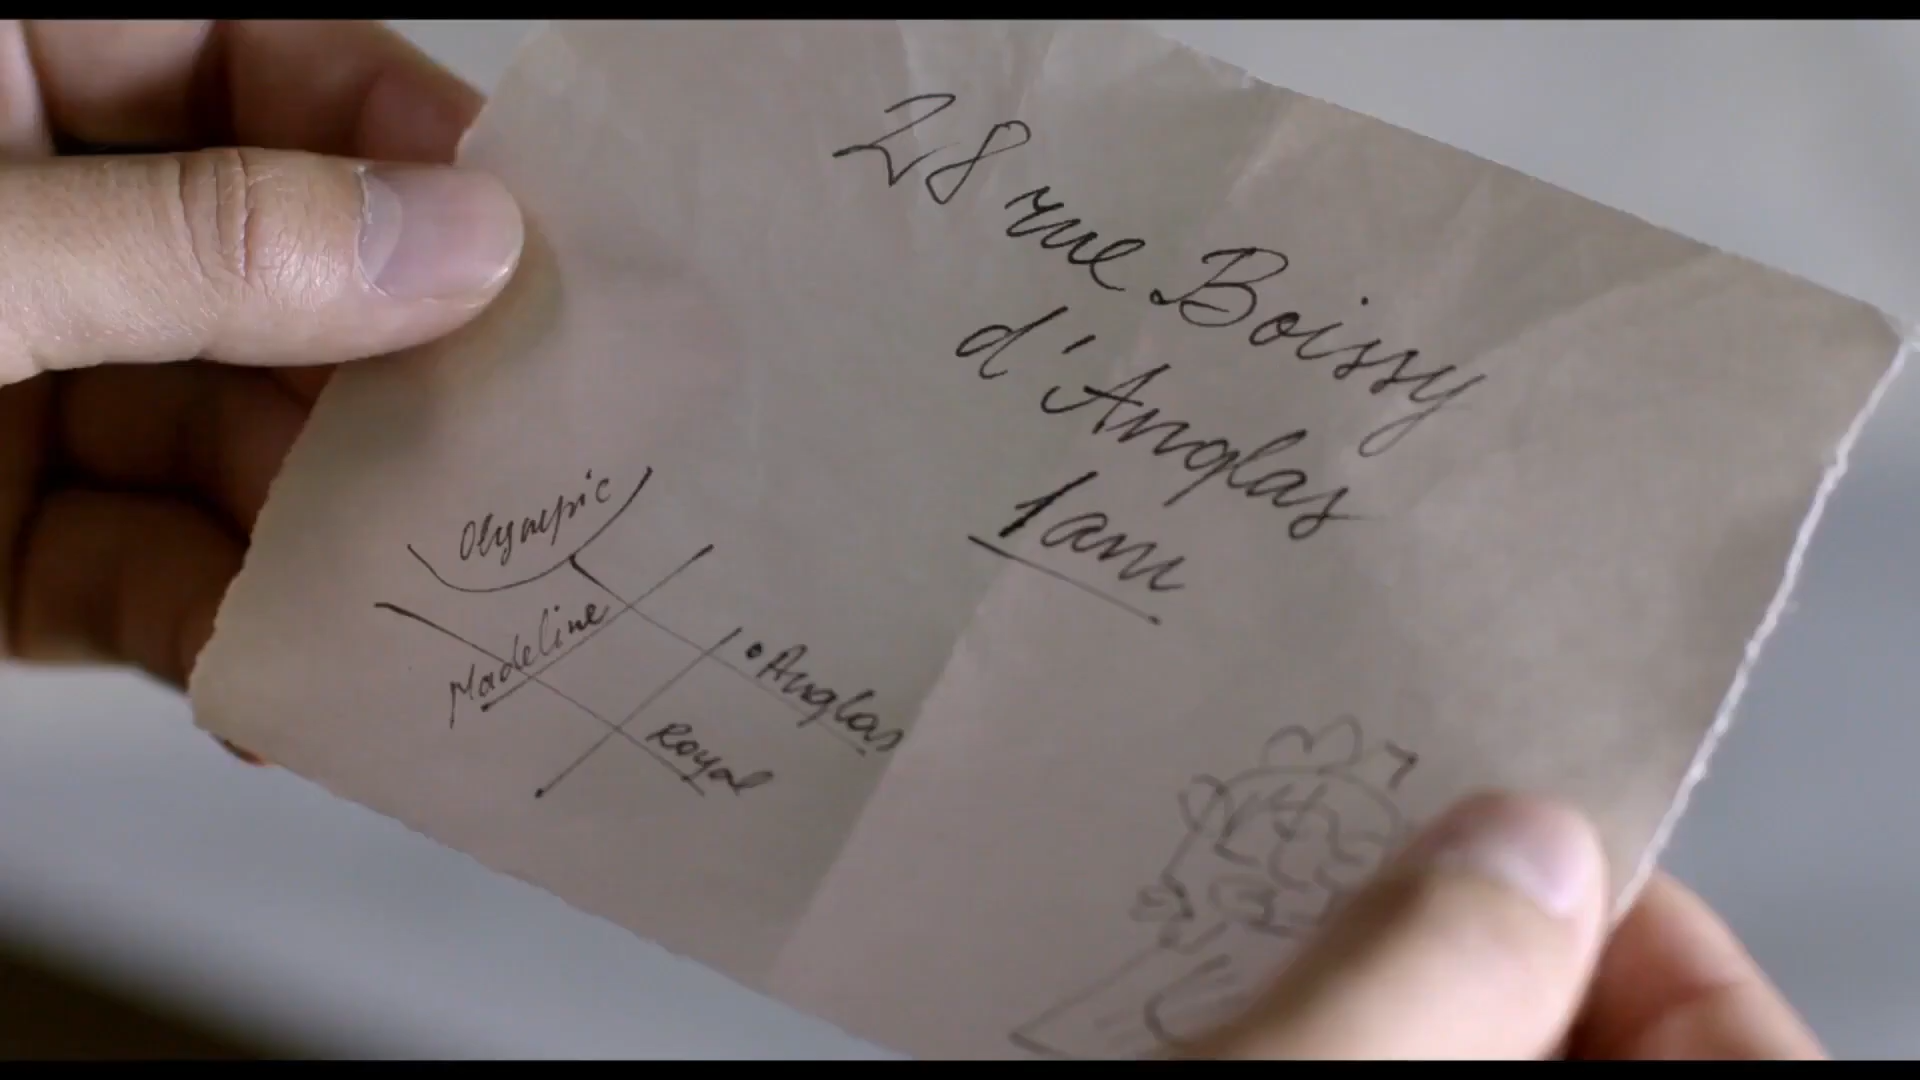 28 rue Boissy
d'Anglas
1am
Olympic
Madeline
Anglas
Royal